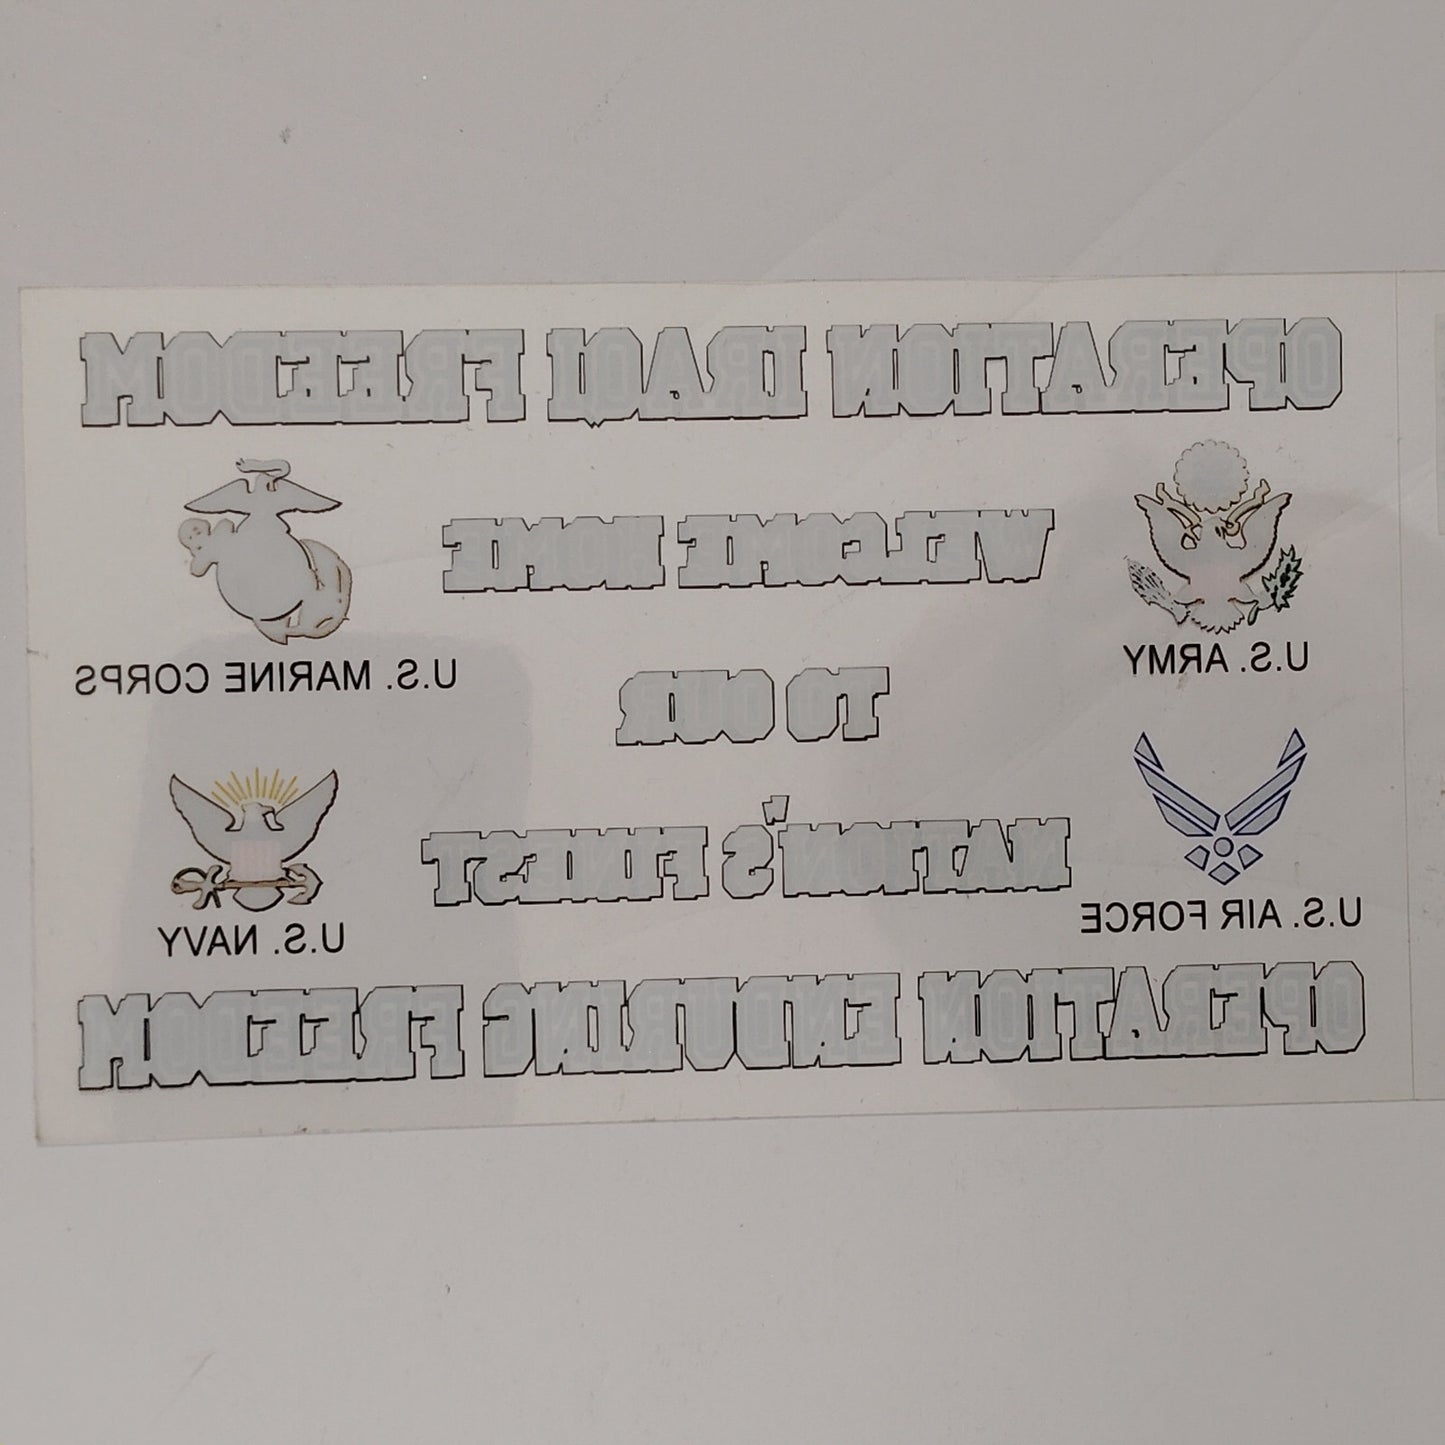 OPERATION IRAQI FREEDOM
WELCOME HOME
U.S. ARMY
U.S. MARINE CORPS
TO OUR
NATION'S FINEST
U.S. AIR FORCE
U.S. NAVY
OPERATION ENDURING FREEDOM